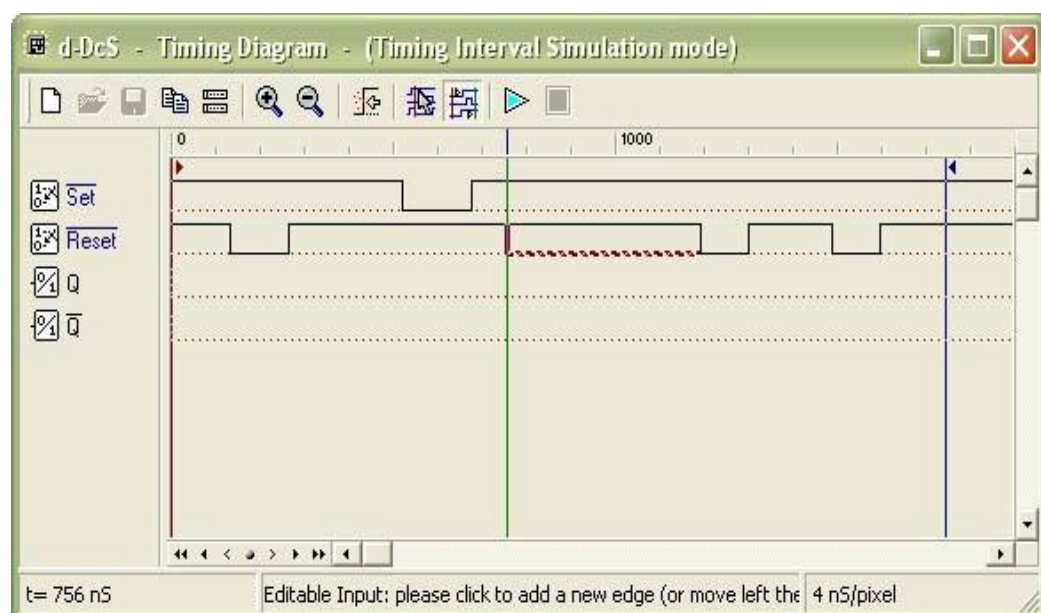 d-DcS - Timing Diagram - (Timing Interval Simulation mode)
0 1000
Set
Reset
Q
Q
t= 756 nS Editable Input: please click to add a new edge (or move left the 4 nS/pixel